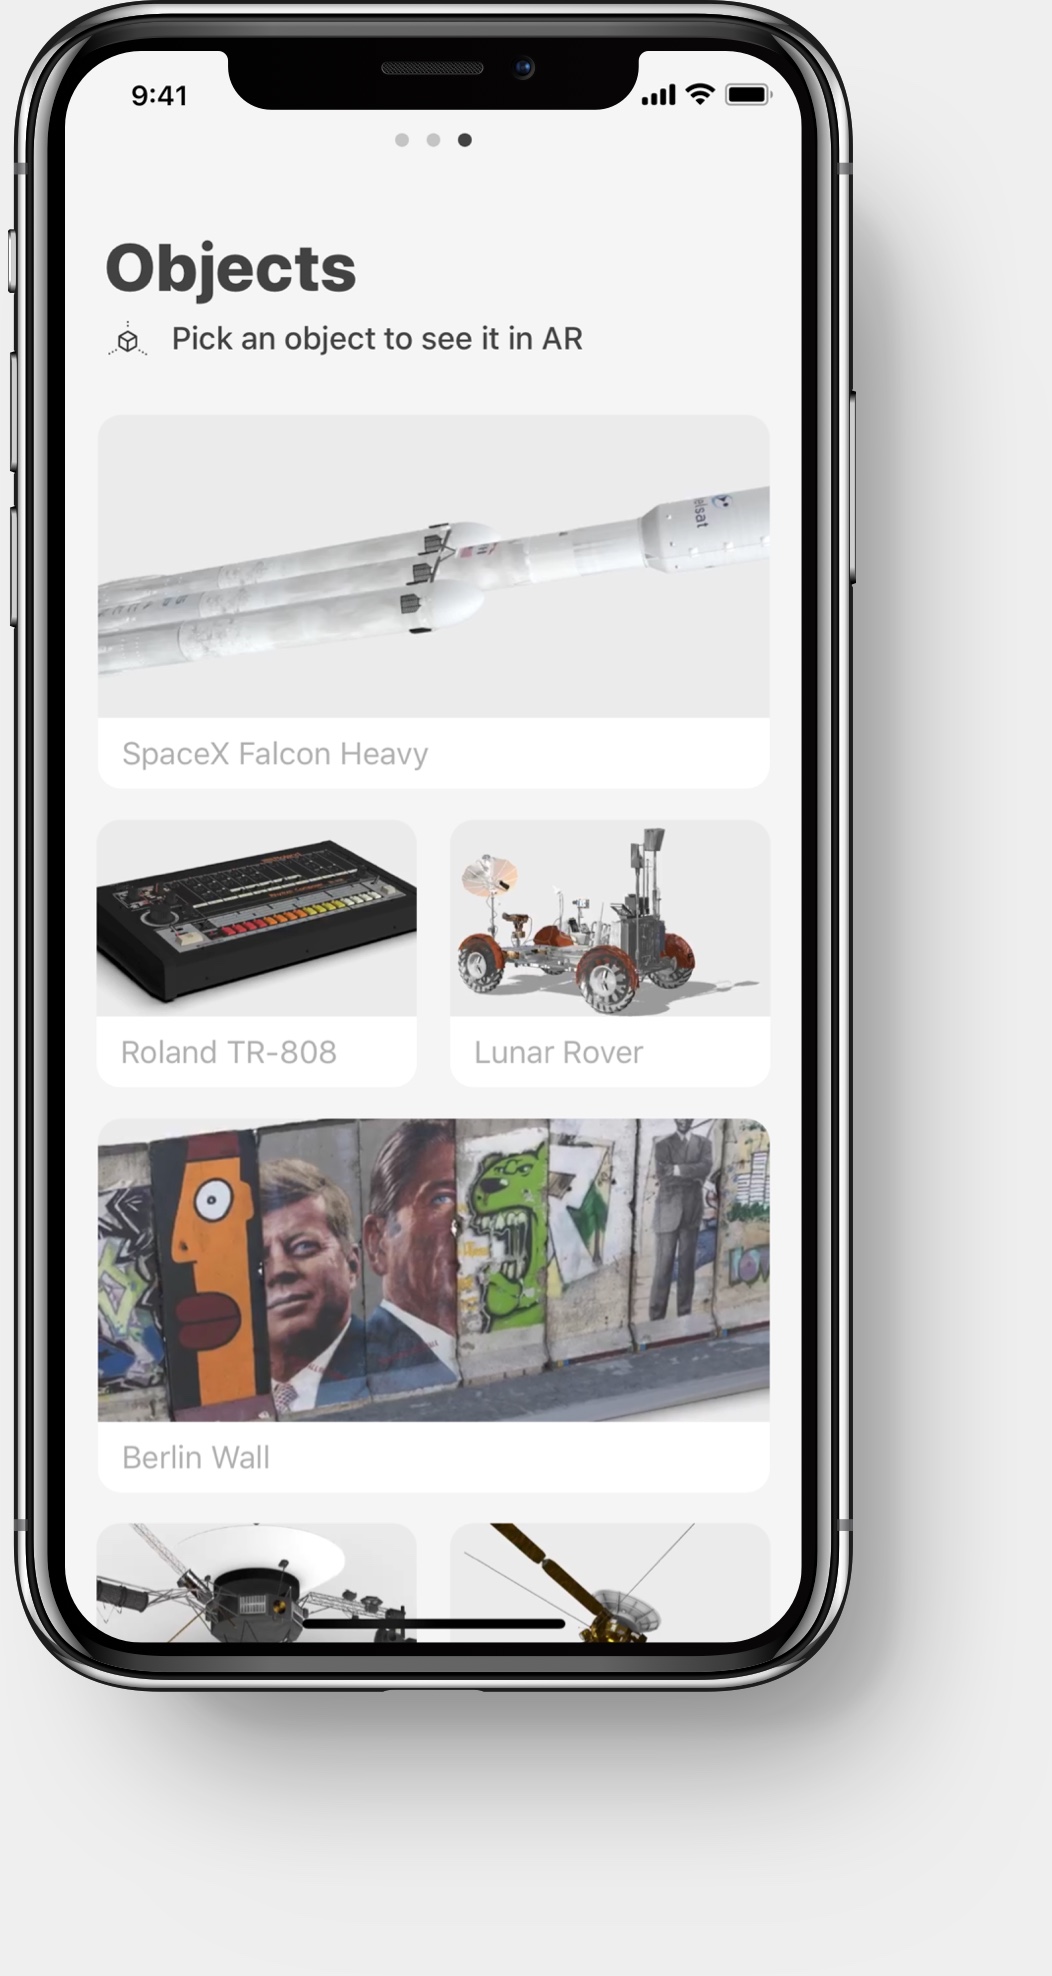 9:41
Objects
Pick an object to see it in AR
elsat
SpaceX Falcon Heavy
Roland TR-808
Lunar Rover
Berlin Wall